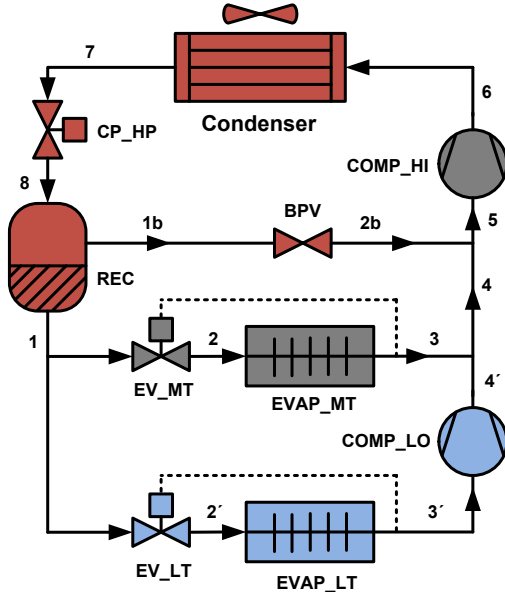 7
6
Condenser
CP_HP
COMP_HI
8
1b
BPV
2b
5
REC
4
1
2
3
EV_MT
EVAP_MT
4´
COMP_LO
2´
3´
EV_LT
EVAP_LT